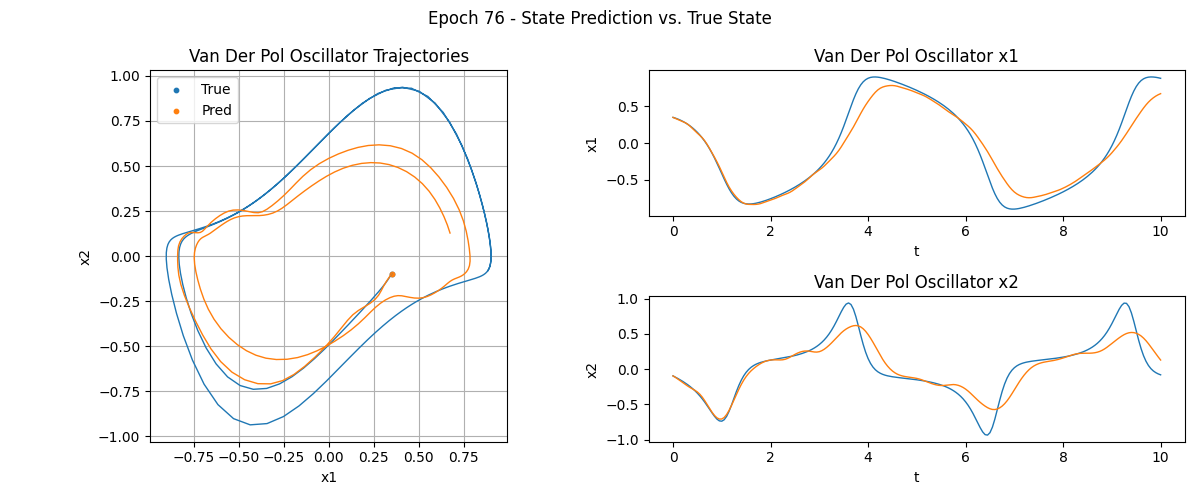 Epoch 76 - State Prediction vs. True State
Van Der Pol Oscillator Trajectories
True
Pred
1.00
0.75
0.50
0.25
0.00
−0.25
−0.50
−0.75
−1.00
x2
−0.75 −0.50 −0.25 0.00 0.25 0.50 0.75
x1
Van Der Pol Oscillator x1
0.5
0.0
−0.5
x1
0 2 4 6 8 10
t
Van Der Pol Oscillator x2
1.0
0.5
0.0
−0.5
−1.0
x2
0 2 4 6 8 10
t